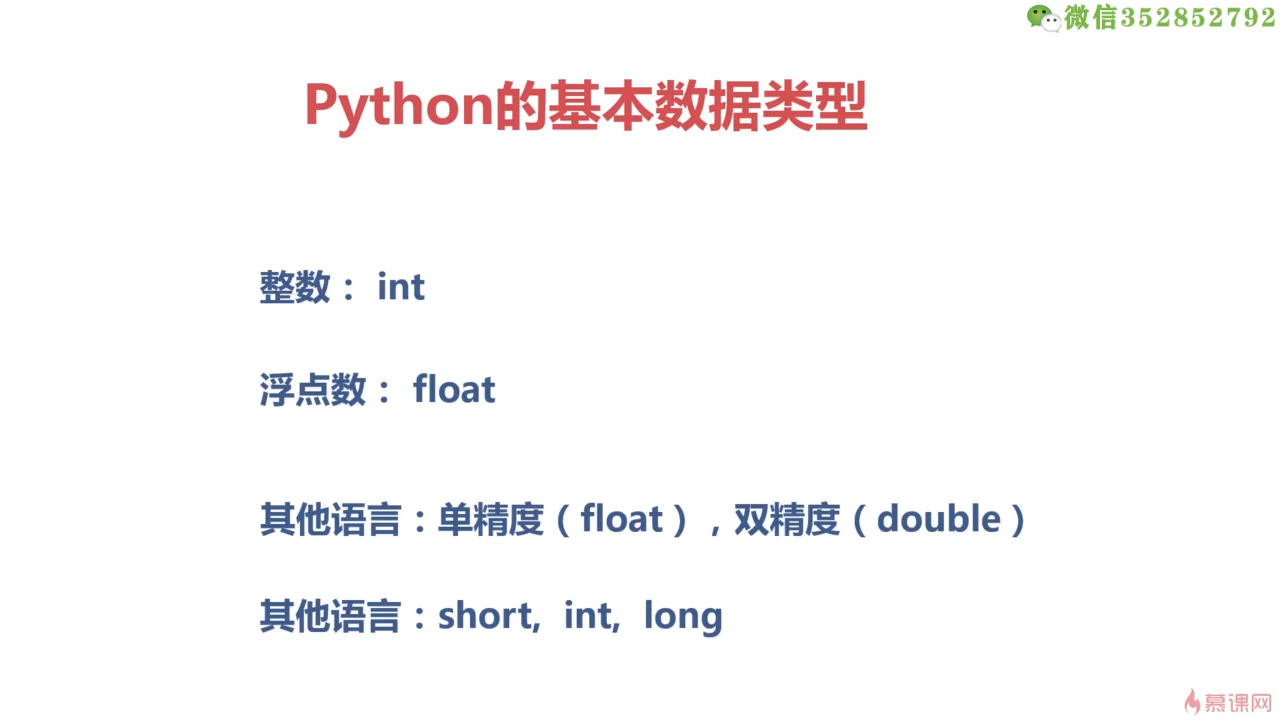 微信352852792
Python的基本数据类型
整数： int
浮点数： float
其他语言：单精度（float），双精度（double）
其他语言：short, int, long
慕课网